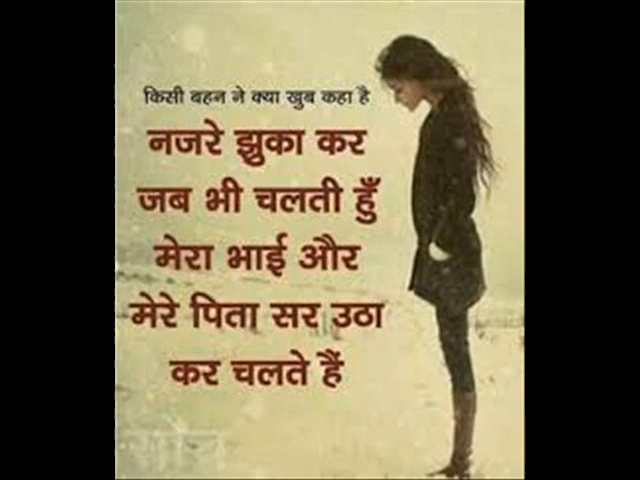 किसी बहन ने क्या खुब कहा है
नजरे झुका कर
जब भी चलती हुँ
मेरा भाई और
मेरे पिता सर उठा
कर चलते हैं